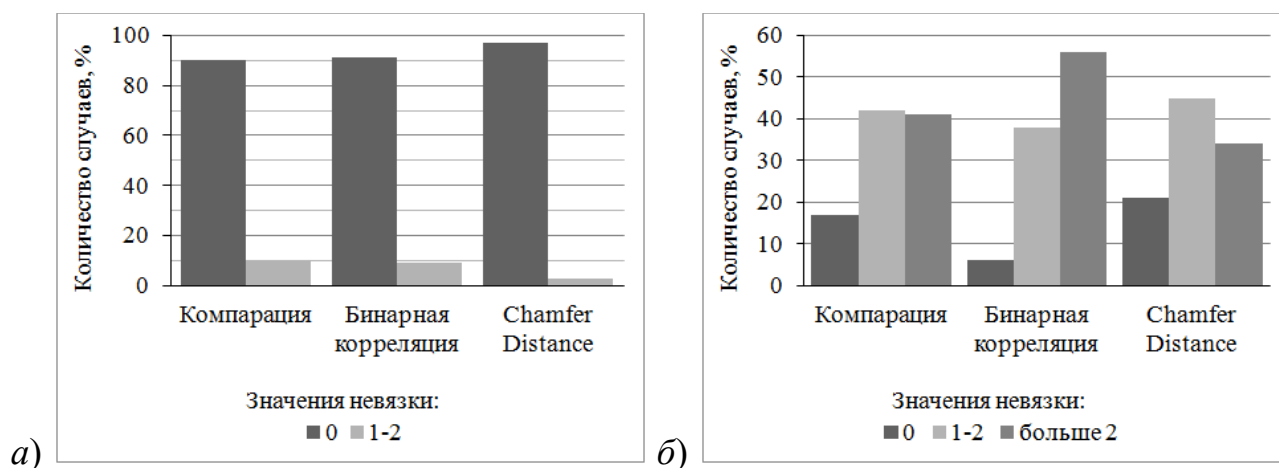 Количество случаев, %
100
80
60
40
20
0
Компарация
Бинарная корреляция
Chamfer Distance
Значения невязки:
0 1-2
а)
Количество случаев, %
60
50
40
30
20
10
0
Компарация
Бинарная корреляция
Chamfer Distance
Значения невязки:
0 1-2 больше 2
б)